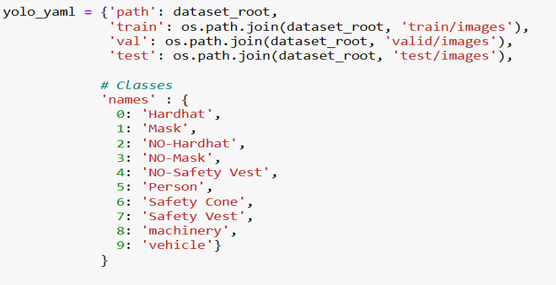 yolo_yaml = {'path': dataset_root,
'train': os.path.join(dataset_root, 'train/images'),
'val': os.path.join(dataset_root, 'valid/images'),
'test': os.path.join(dataset_root, 'test/images'),
# Classes
'names' : {
0: 'Hardhat',
1: 'Mask',
2: 'NO-Hardhat',
3: 'NO-Mask',
4: 'NO-Safety Vest',
5: 'Person',
6: 'Safety Cone',
7: 'Safety Vest',
8: 'machinery',
9: 'vehicle'}
}